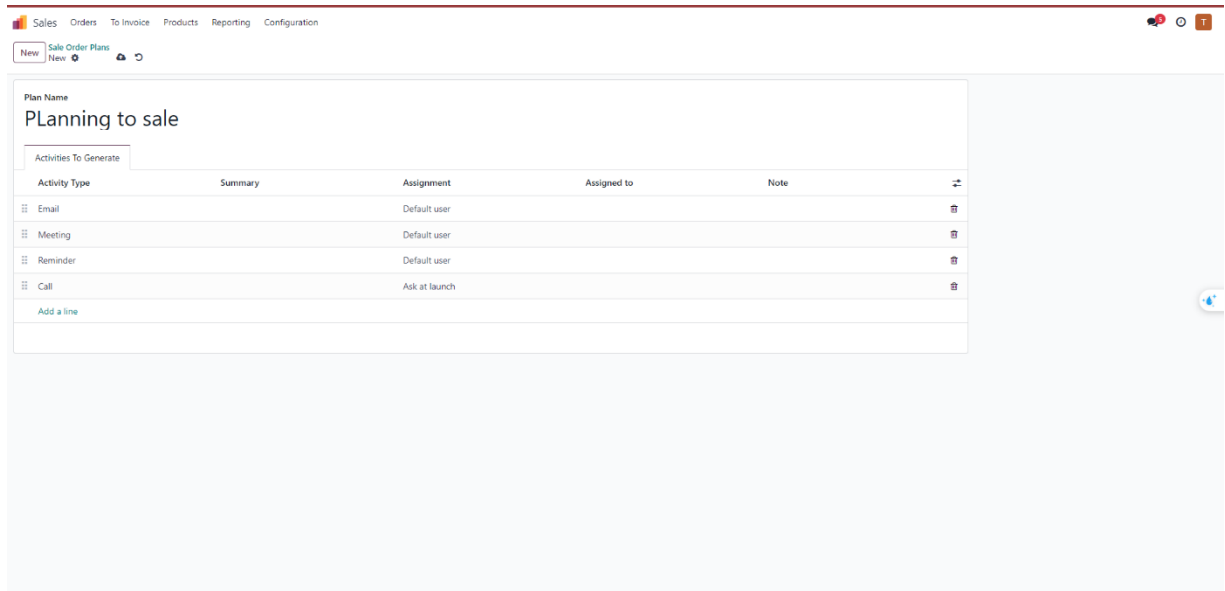 Sales Orders To Invoice Products Reporting Configuration 5 T
New Sale Order Plans
New
Plan Name
PLanning to sale
Activities To Generate
Activity Type Summary Assignment Assigned to Note
Email Default user
Meeting Default user
Reminder Default user
Call Ask at launch
Add a line